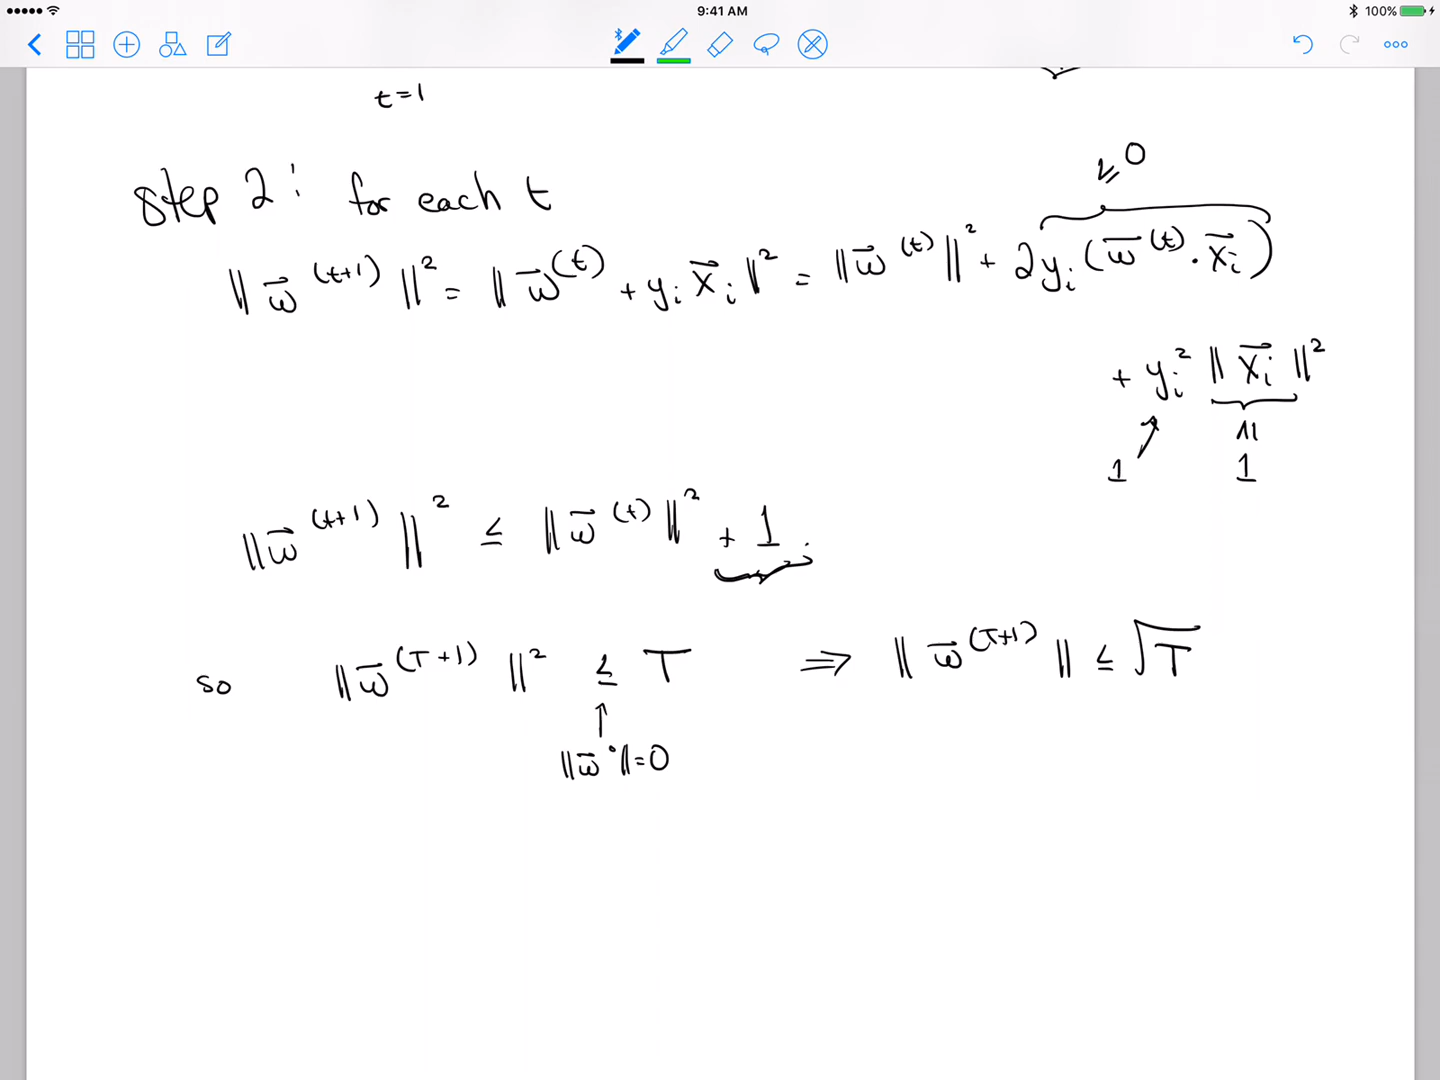 9:41 AM
100%
t=1
≤ 0
step 2: for each t
‖w⃗^(t+1)‖² = ‖w⃗^(t) + y_i x⃗_i‖² = ‖w⃗^(t)‖² + 2y_i(w⃗^(t) · x⃗_i)
+ y_i² ‖x⃗_i‖²
1 1
‖w⃗^(t+1)‖² ≤ ‖w⃗^(t)‖² + 1.
so ‖w⃗^(T+1)‖² ≤ T ⇒ ‖w⃗^(T+1)‖ ≤ √T
‖w⃗°‖=0